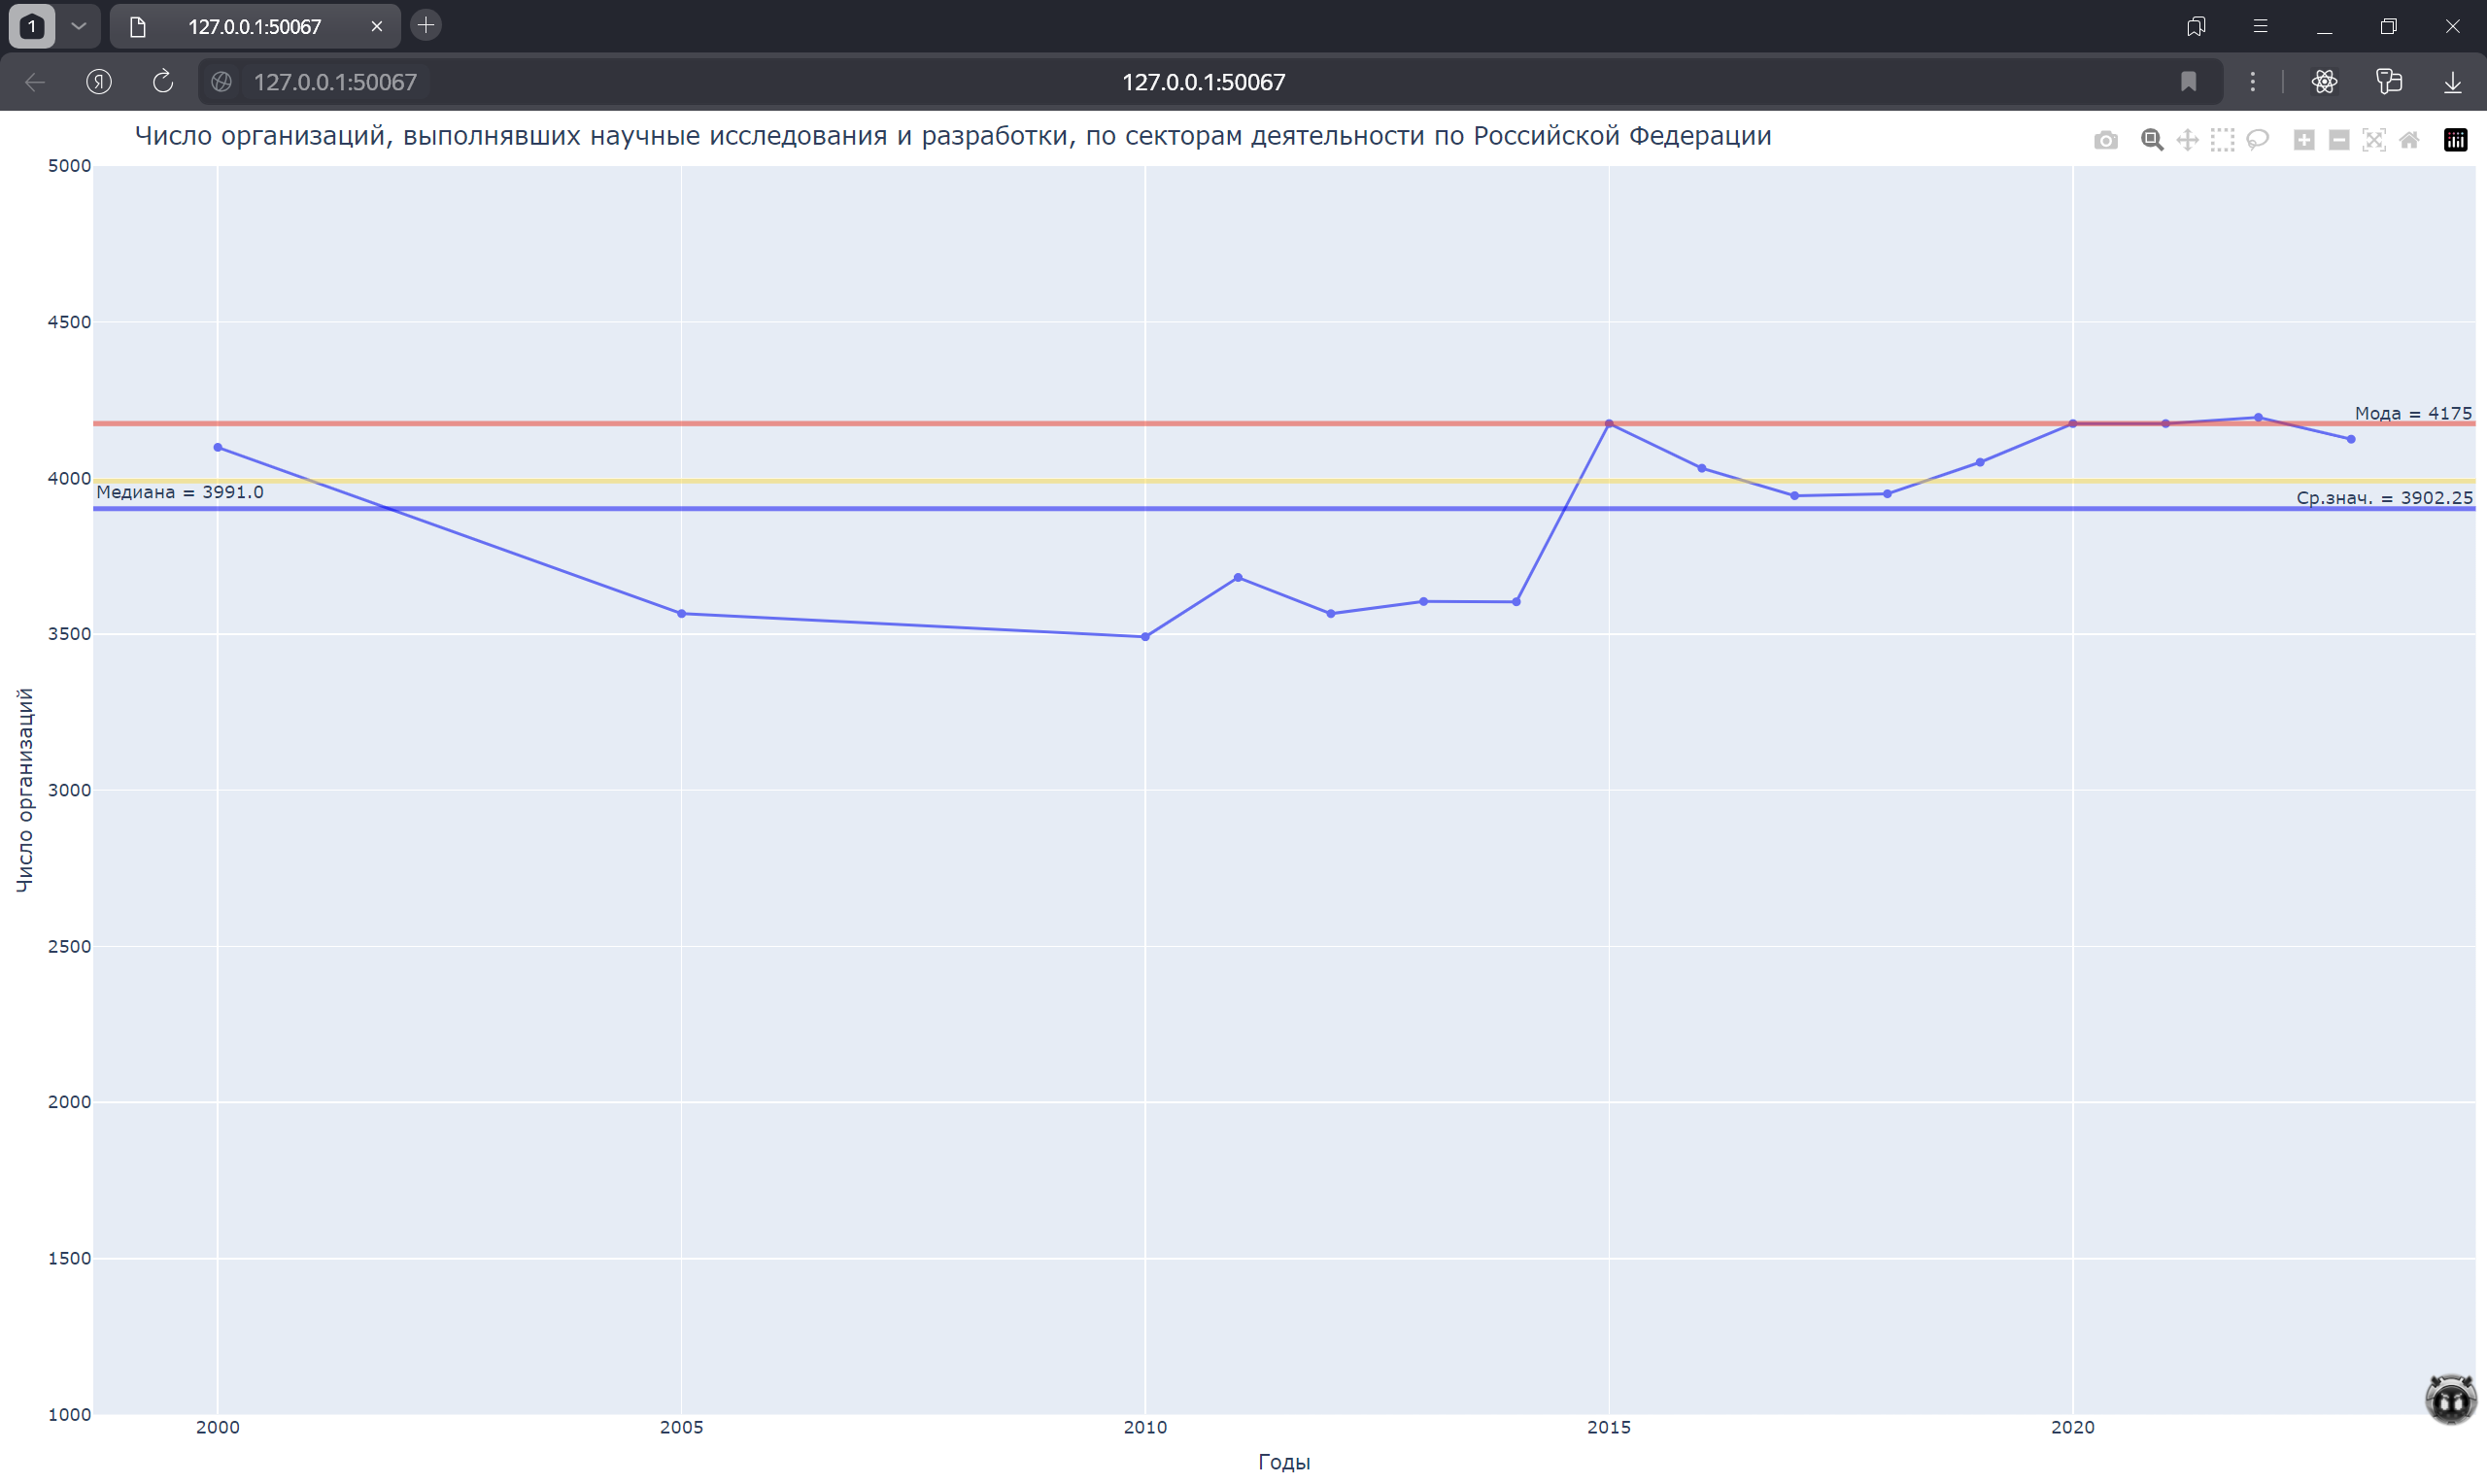 1
127.0.0.1:50067
Я
127.0.0.1:50067
127.0.0.1:50067
Число организаций, выполнявших научные исследования и разработки, по секторам деятельности по Российской Федерации
5000
4500
Мода = 4175
4000
Медиана = 3991.0
Ср.знач. = 3902.25
3500
Число организаций
3000
2500
2000
1500
1000
2000
2005
2010
2015
2020
Годы